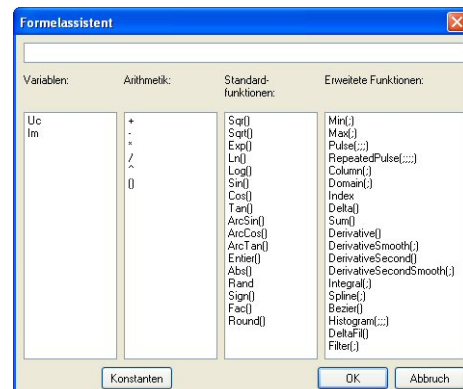 Formelassistent
Variablen:
Arithmetik:
Standard-
funktionen:
Erweitete Funktionen:
Uc
Im
+
-
*
/
^
()
Sqr()
Sqrt()
Exp()
Ln()
Log()
Sin()
Cos()
Tan()
ArcSin()
ArcCos()
ArcTan()
Entier()
Abs()
Rand
Sign()
Fac()
Round()
Min(;)
Max(;)
Pulse(;;;)
RepeatedPulse(;;;;)
Column(;)
Domain(;)
Index
Delta()
Sum()
Derivative()
DerivativeSmooth(;)
DerivativeSecond()
DerivativeSecondSmooth(;)
Integral(;)
Spline(;)
Bezier()
Histogram(;;;)
DeltaFil()
Filter(;)
Konstanten
OK
Abbruch